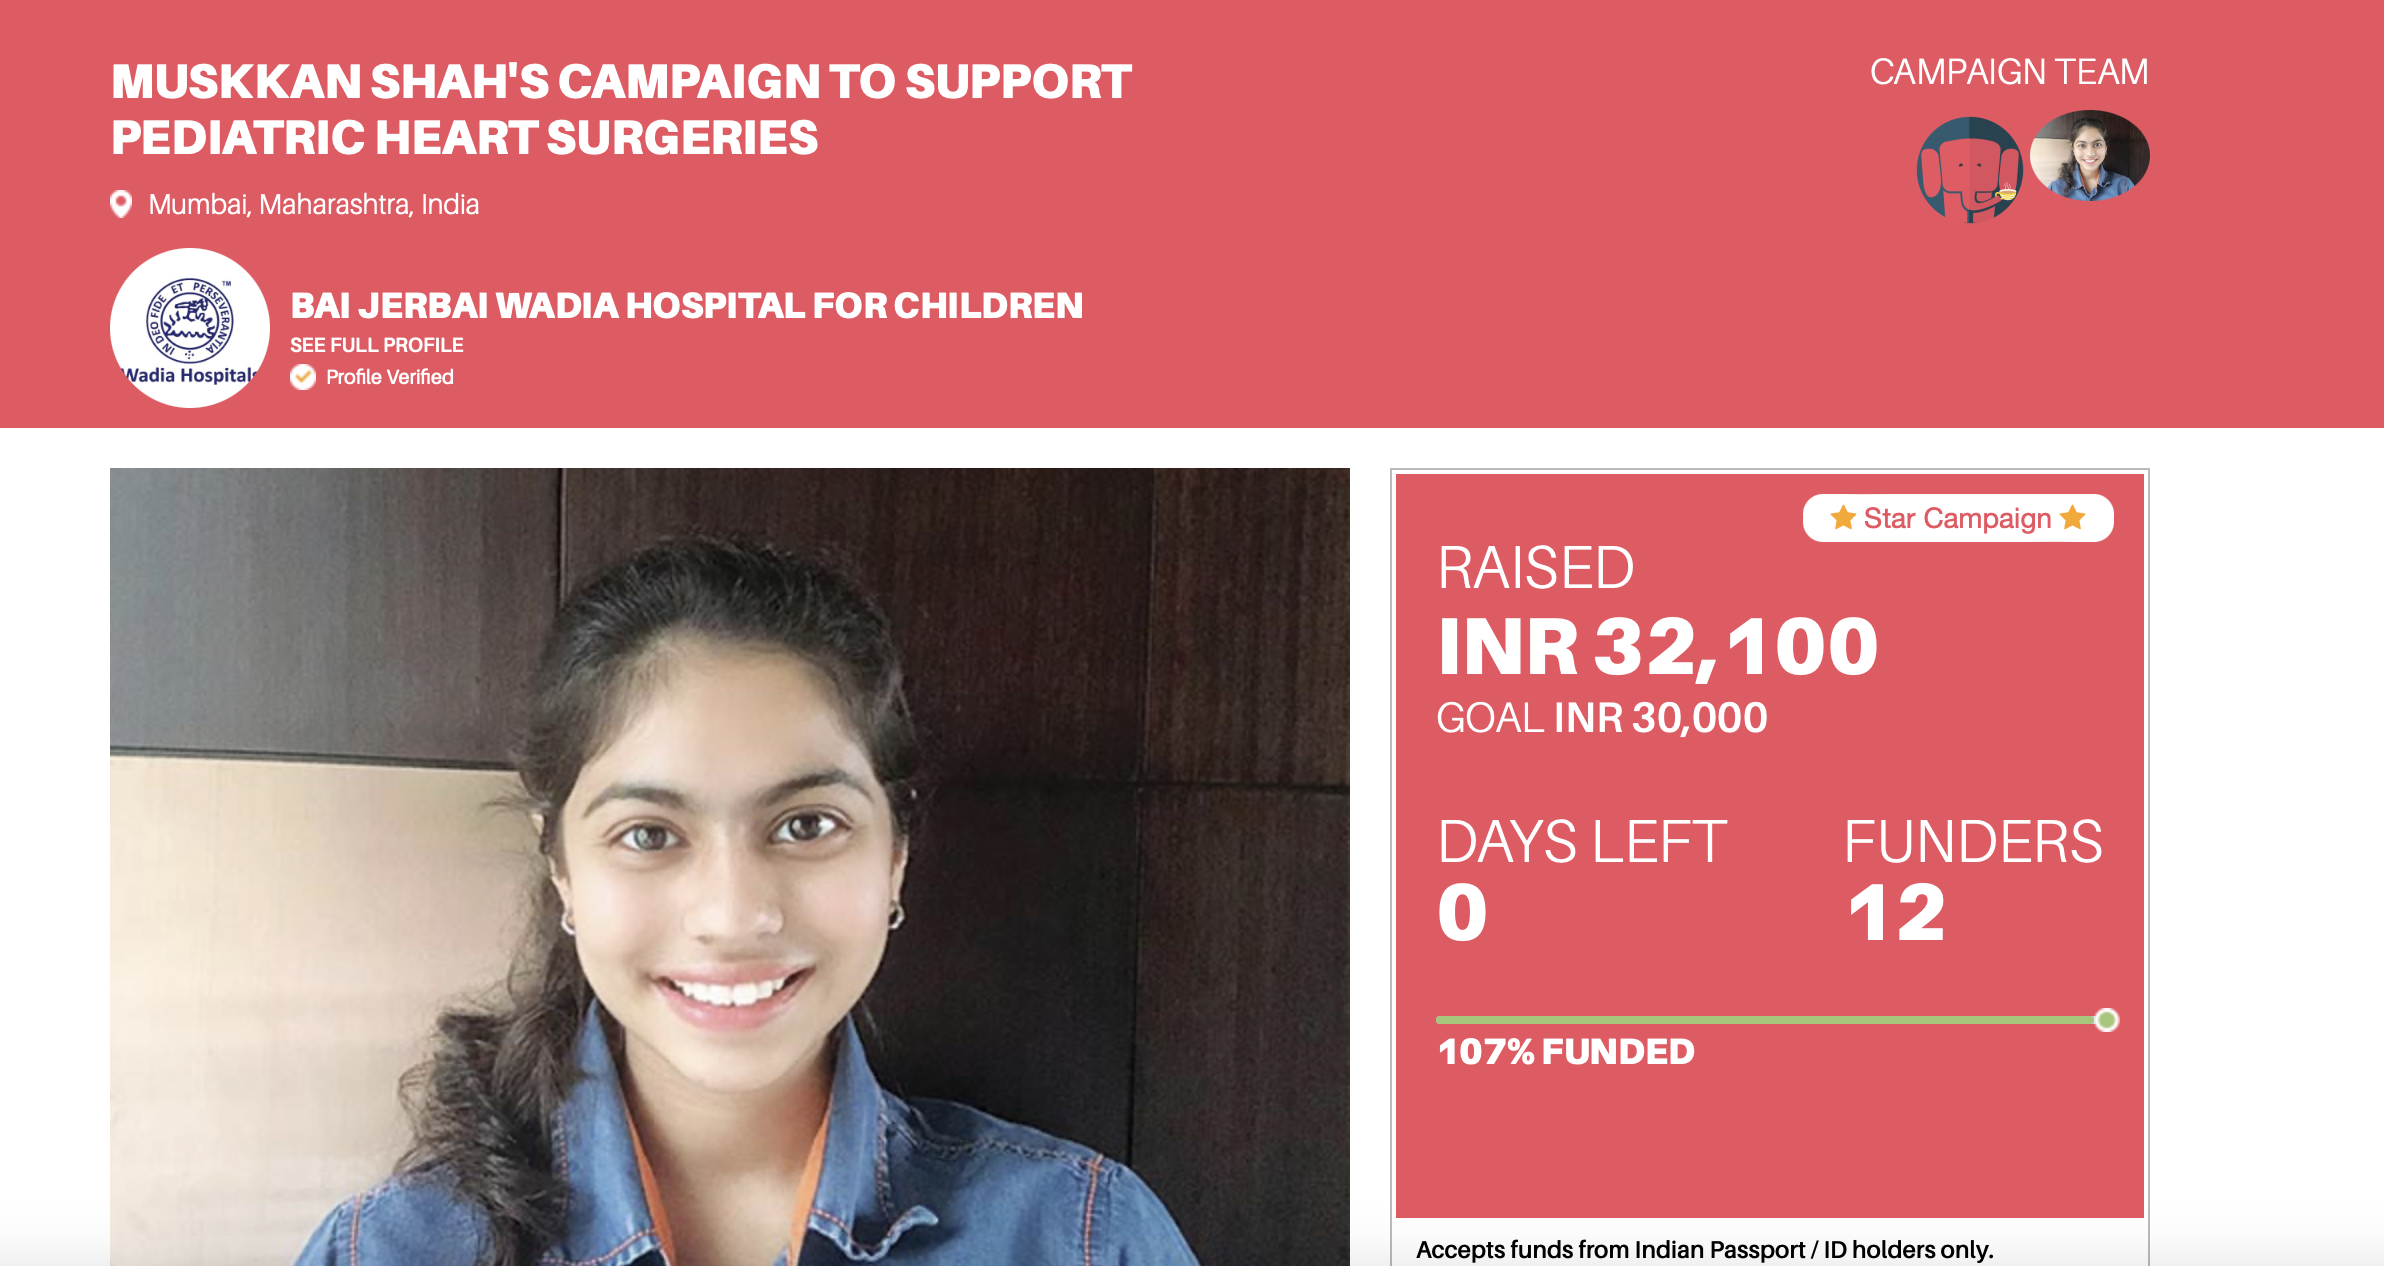 MUSKKAN SHAH'S CAMPAIGN TO SUPPORT
PEDIATRIC HEART SURGERIES
Mumbai, Maharashtra, India
CAMPAIGN TEAM
IN DEO FIDE ET PERSEVERANTIA
TM
Wadia Hospitals
BAI JERBAI WADIA HOSPITAL FOR CHILDREN
SEE FULL PROFILE
Profile Verified
Star Campaign
RAISED
INR 32,100
GOAL INR 30,000
DAYS LEFT
0
FUNDERS
12
107% FUNDED
Accepts funds from Indian Passport / ID holders only.